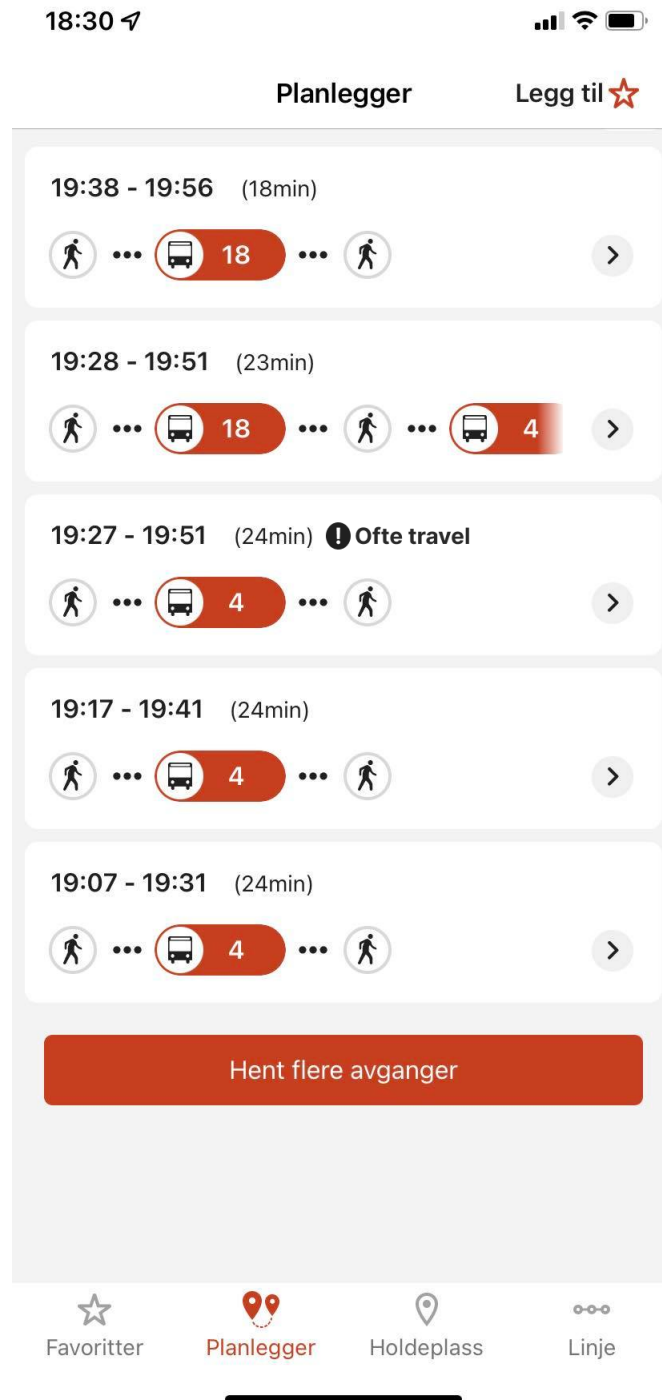 18:30
Planlegger
Legg til
19:38 - 19:56 (18min)
18
19:28 - 19:51 (23min)
18
4
19:27 - 19:51 (24min) Ofte travel
4
19:17 - 19:41 (24min)
4
19:07 - 19:31 (24min)
4
Hent flere avganger
Favoritter
Planlegger
Holdeplass
Linje